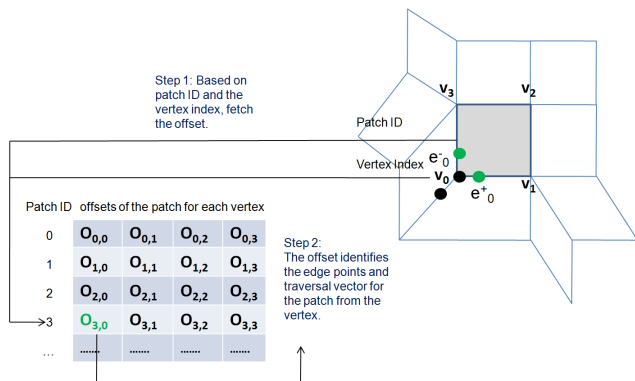 Step 1: Based on
patch ID and the
vertex index, fetch
the offset.
v3
v2
Patch ID
Vertex Index
e-0
v0
e+0
v1
Patch ID offsets of the patch for each vertex
0 O0,0 O0,1 O0,2 O0,3
1 O1,0 O1,1 O1,2 O1,3
2 O2,0 O2,1 O2,2 O2,3
3 O3,0 O3,1 O3,2 O3,3
... ....... ....... ....... .......
Step 2:
The offset identifies
the edge points and
traversal vector for
the patch from the
vertex.